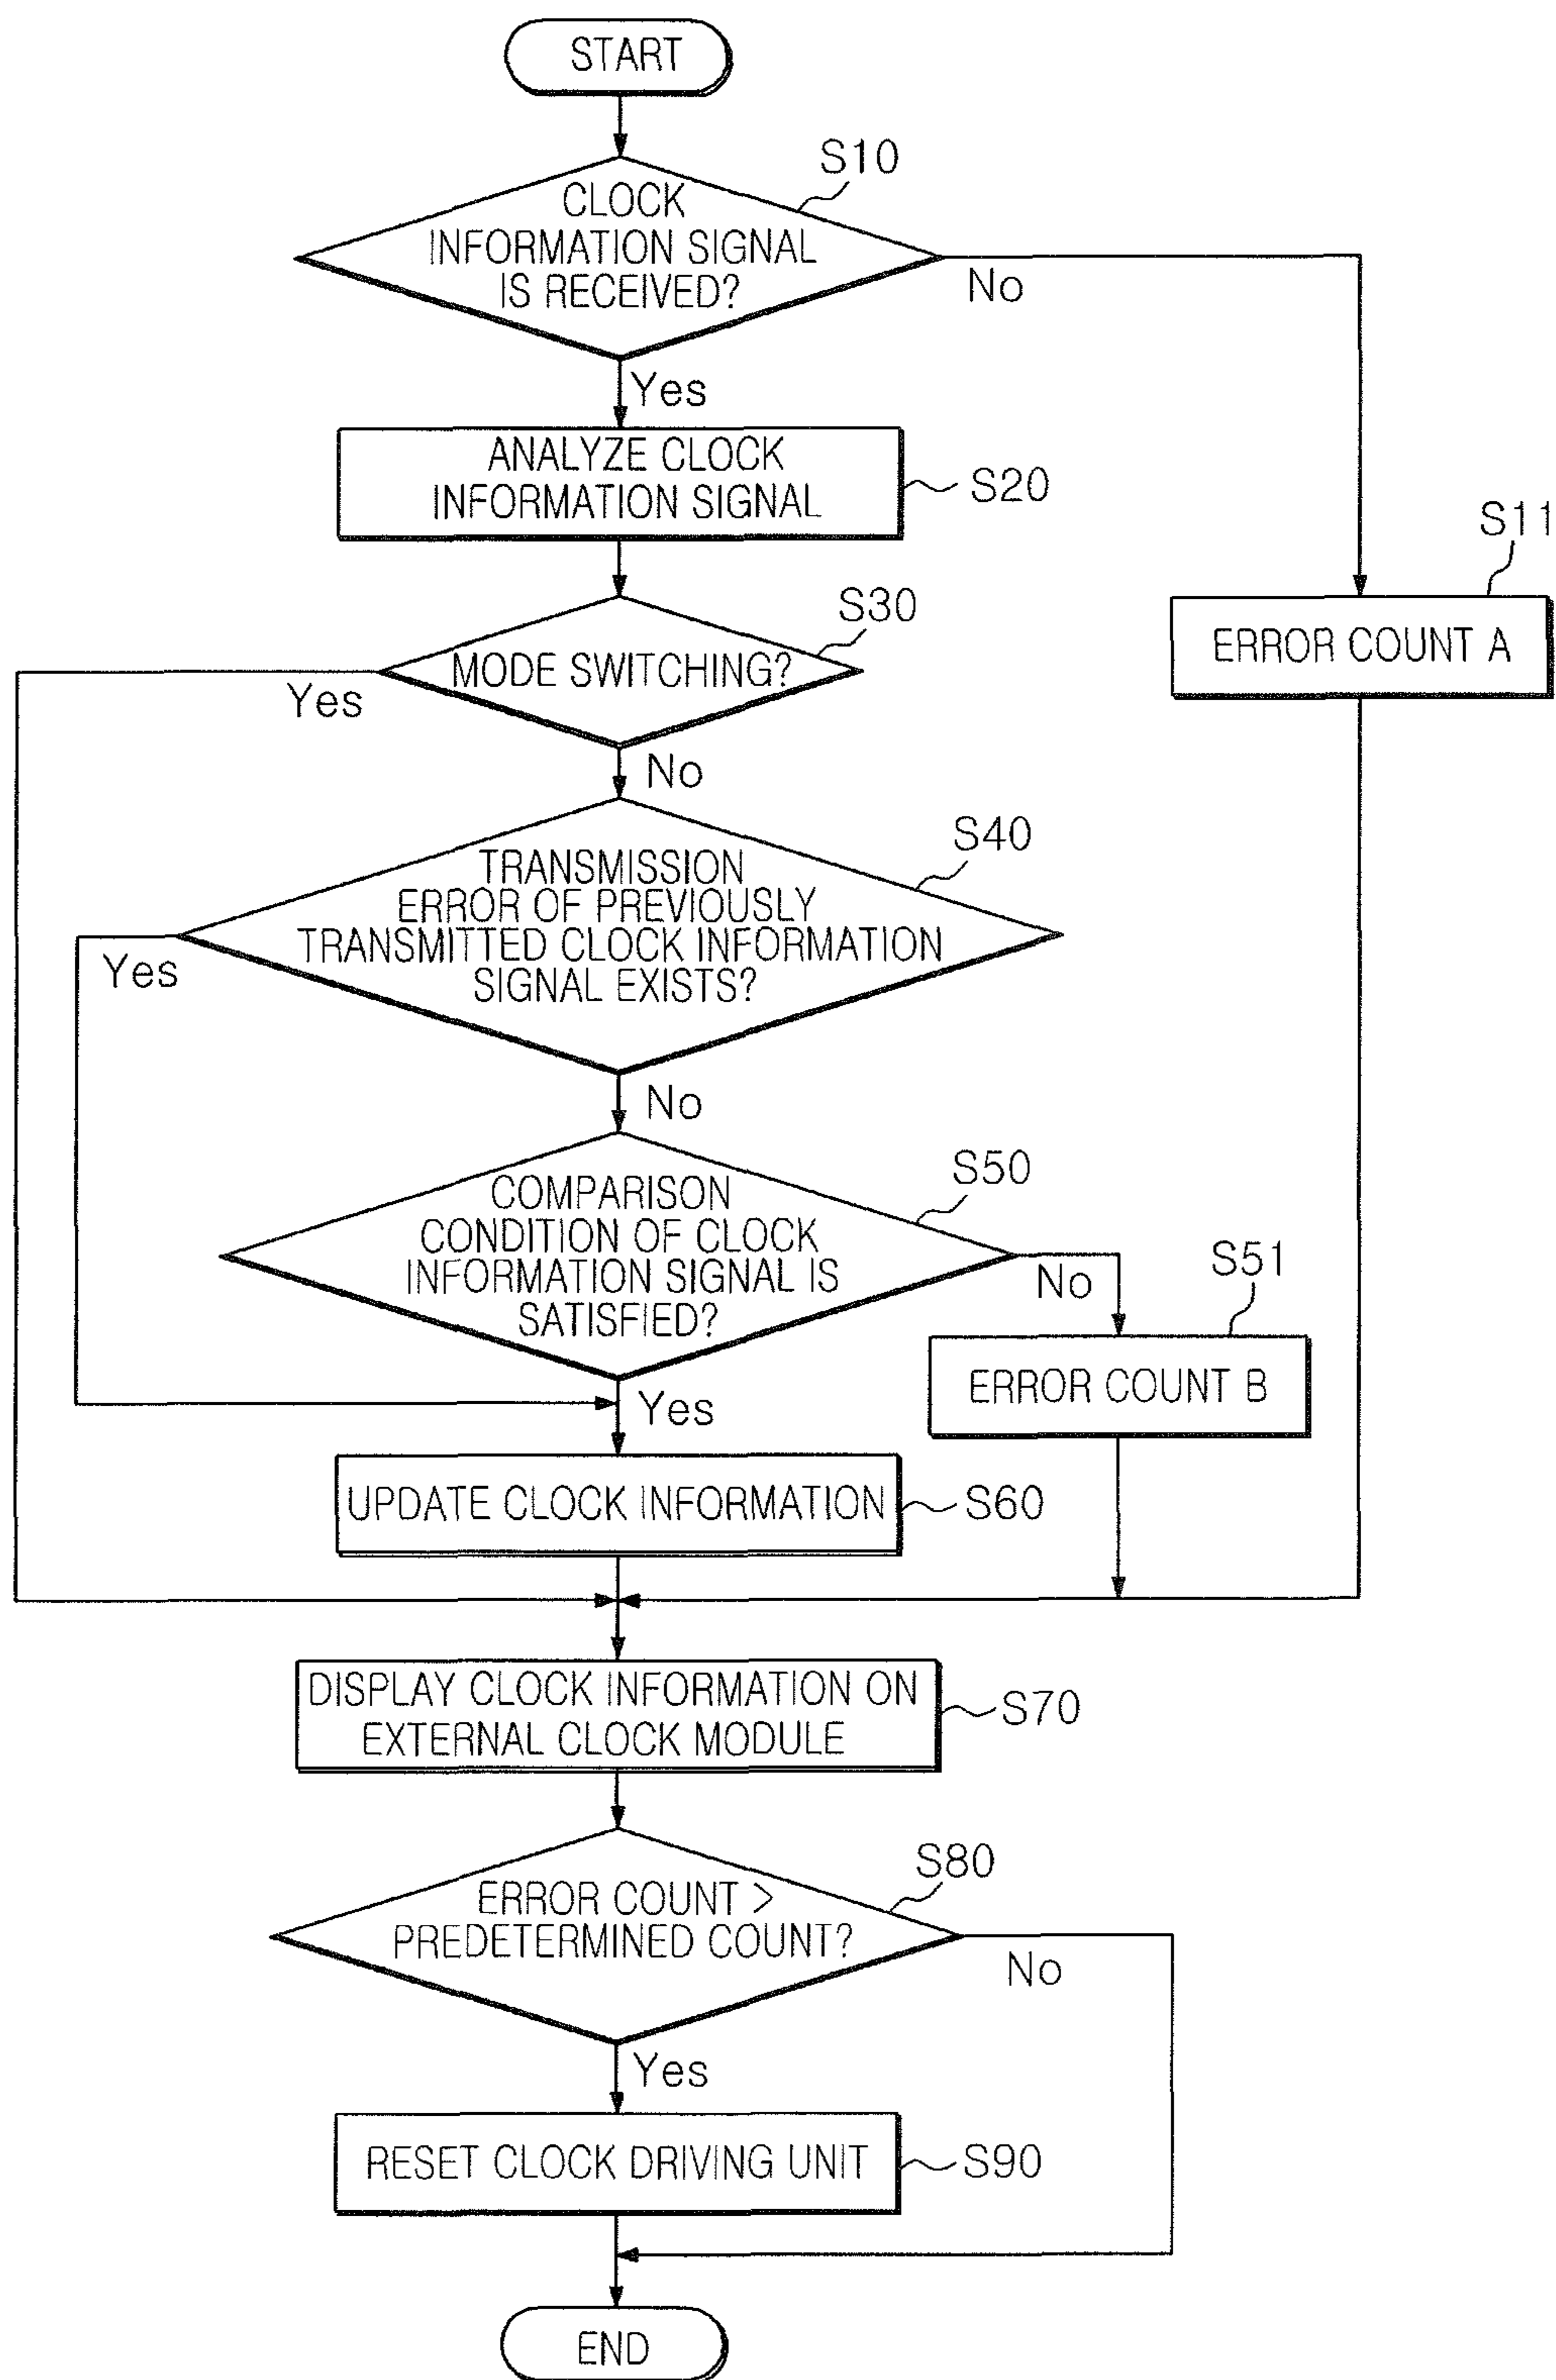 START
S10
CLOCK
INFORMATION SIGNAL
IS RECEIVED?
No
Yes
ANALYZE CLOCK
INFORMATION SIGNAL
S20
S11
ERROR COUNT A
S30
MODE SWITCHING?
Yes
No
S40
TRANSMISSION
ERROR OF PREVIOUSLY
TRANSMITTED CLOCK INFORMATION
SIGNAL EXISTS?
Yes
No
S50
COMPARISON
CONDITION OF CLOCK
INFORMATION SIGNAL IS
SATISFIED?
No
S51
ERROR COUNT B
Yes
UPDATE CLOCK INFORMATION
S60
DISPLAY CLOCK INFORMATION ON
EXTERNAL CLOCK MODULE
S70
S80
ERROR COUNT >
PREDETERMINED COUNT?
No
Yes
RESET CLOCK DRIVING UNIT
S90
END